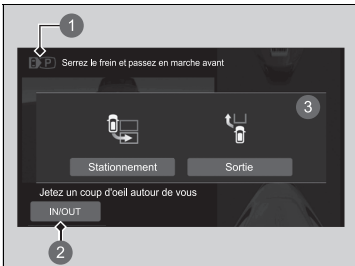 1
P Serrez le frein et passez en marche avant
3
Stationnement
Sortie
Jetez un coup d'oeil autour de vous
IN/OUT
2